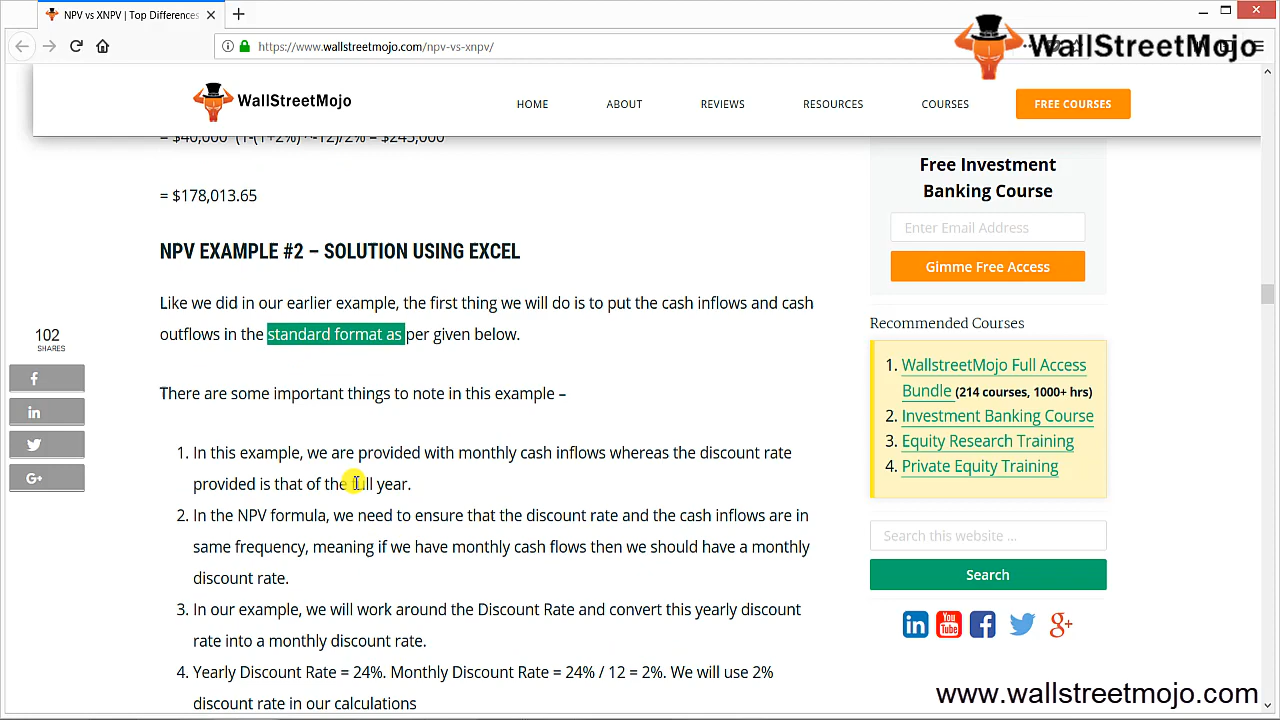 NPV vs XNPV | Top Differences
https://www.wallstreetmojo.com/npv-vs-xnpv/
WallStreetMojo
WallStreetMojo
HOME
ABOUT
REVIEWS
RESOURCES
COURSES
FREE COURSES
= $178,013.65
NPV EXAMPLE #2 – SOLUTION USING EXCEL
Like we did in our earlier example, the first thing we will do is to put the cash inflows and cash
outflows in the standard format as per given below.
There are some important things to note in this example –
1. In this example, we are provided with monthly cash inflows whereas the discount rate
provided is that of the full year.
2. In the NPV formula, we need to ensure that the discount rate and the cash inflows are in
same frequency, meaning if we have monthly cash flows then we should have a monthly
discount rate.
3. In our example, we will work around the Discount Rate and convert this yearly discount
rate into a monthly discount rate.
4. Yearly Discount Rate = 24%. Monthly Discount Rate = 24% / 12 = 2%. We will use 2%
discount rate in our calculations
102
SHARES
Free Investment
Banking Course
Enter Email Address
Gimme Free Access
Recommended Courses
1. WallstreetMojo Full Access
Bundle (214 courses, 1000+ hrs)
2. Investment Banking Course
3. Equity Research Training
4. Private Equity Training
Search this website ...
Search
You
Tube
www.wallstreetmojo.com